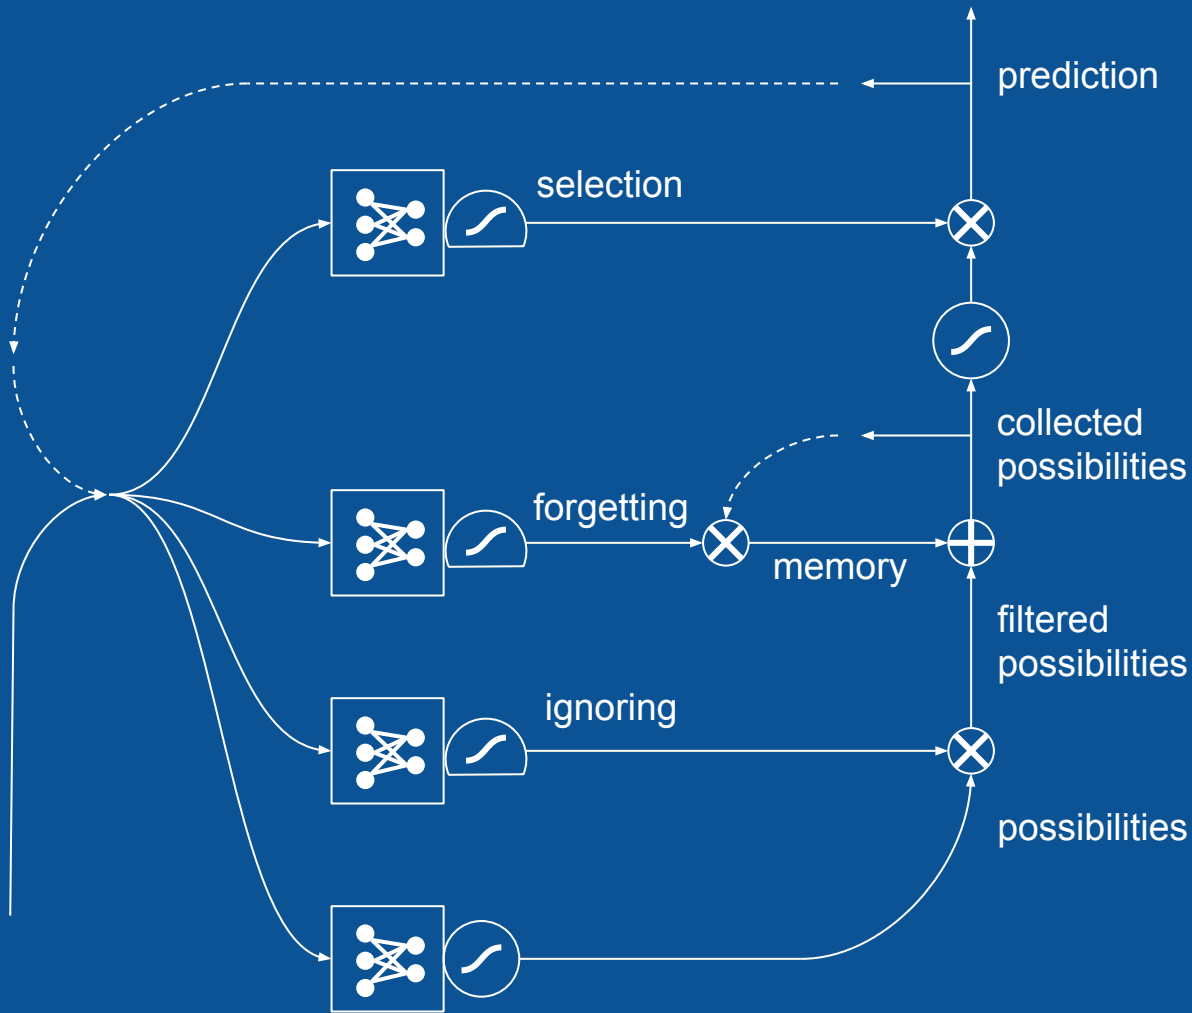 prediction
selection
collected
possibilities
forgetting
memory
filtered
possibilities
ignoring
possibilities